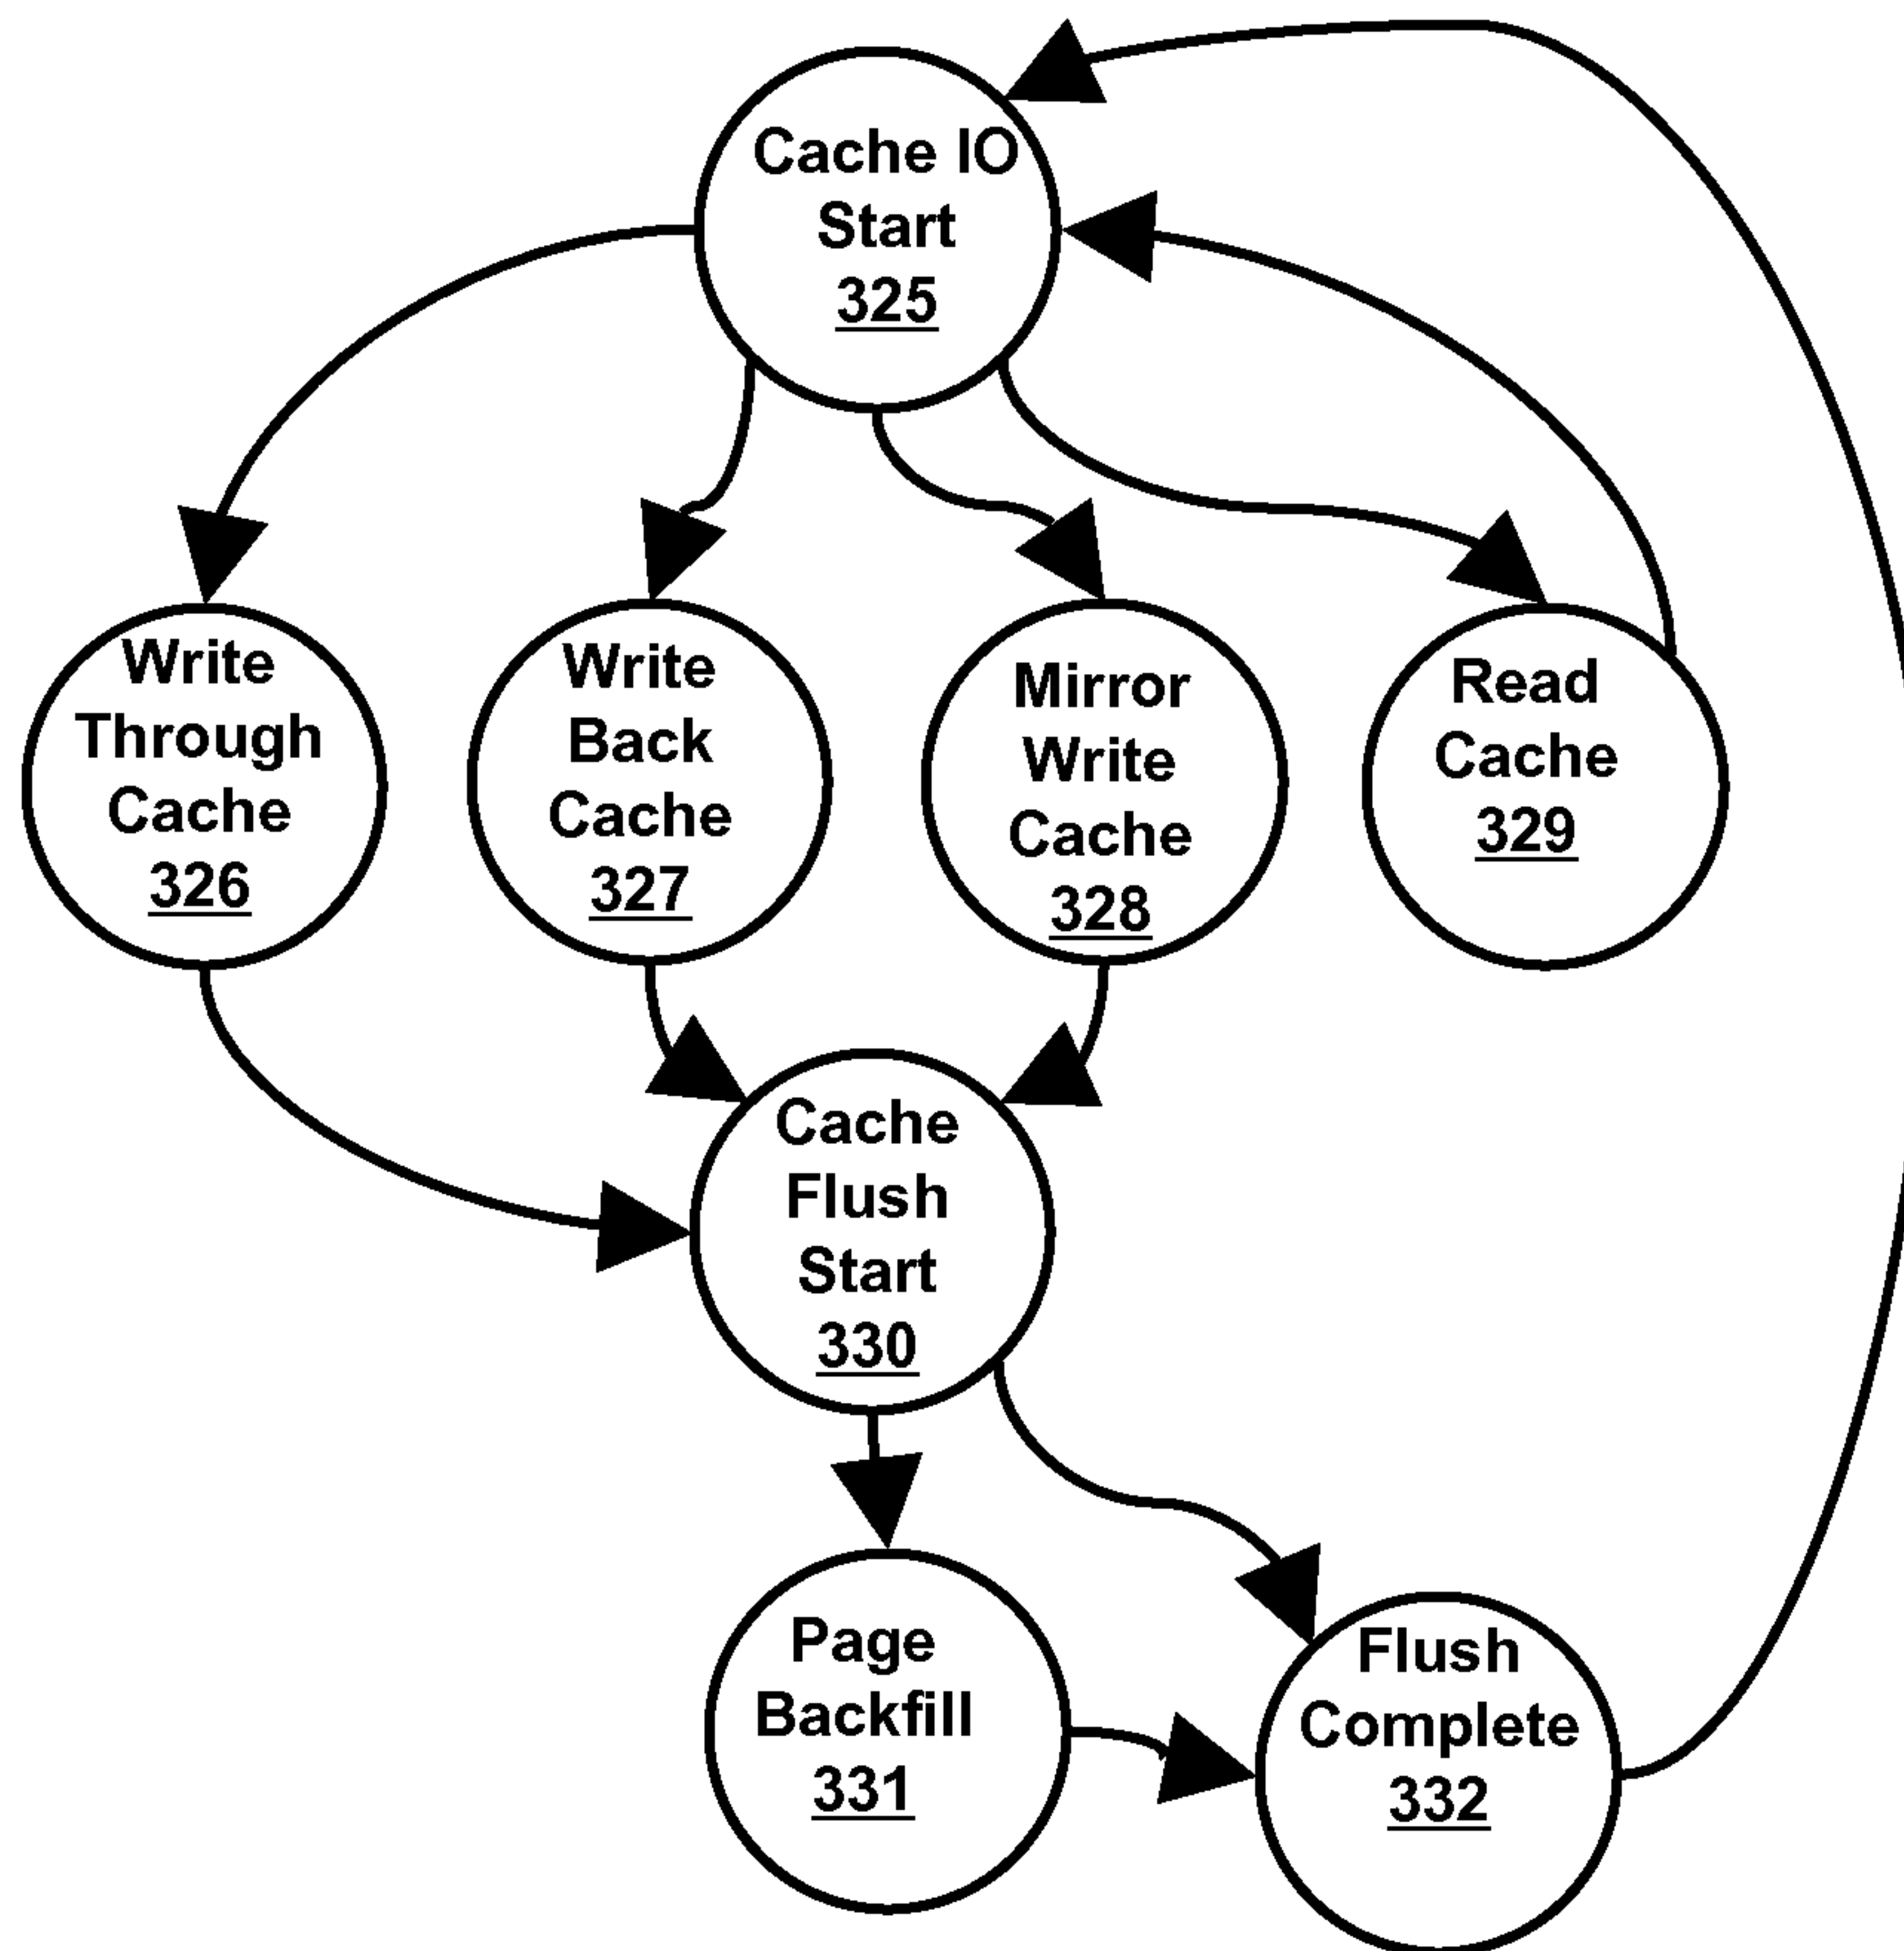 Cache IO
Start
325
Write
Through
Cache
326
Write
Back
Cache
327
Mirror
Write
Cache
328
Read
Cache
329
Cache
Flush
Start
330
Page
Backfill
331
Flush
Complete
332